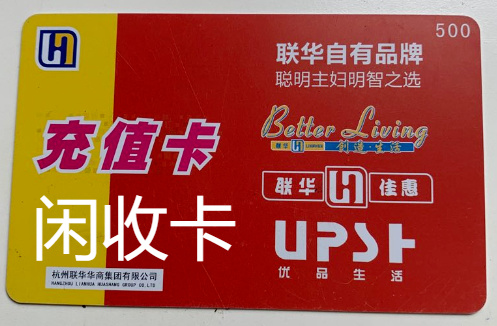 500
联华自有品牌
聪明主妇明智之选
充值卡
Better Living
联华 LIANHUA 创造·生活
联华 佳惠
闲收卡
UPSH
优品生活
杭州联华华商集团有限公司
HANGZHOU LIANHUA HUASHANG GROUP CO.,LTD